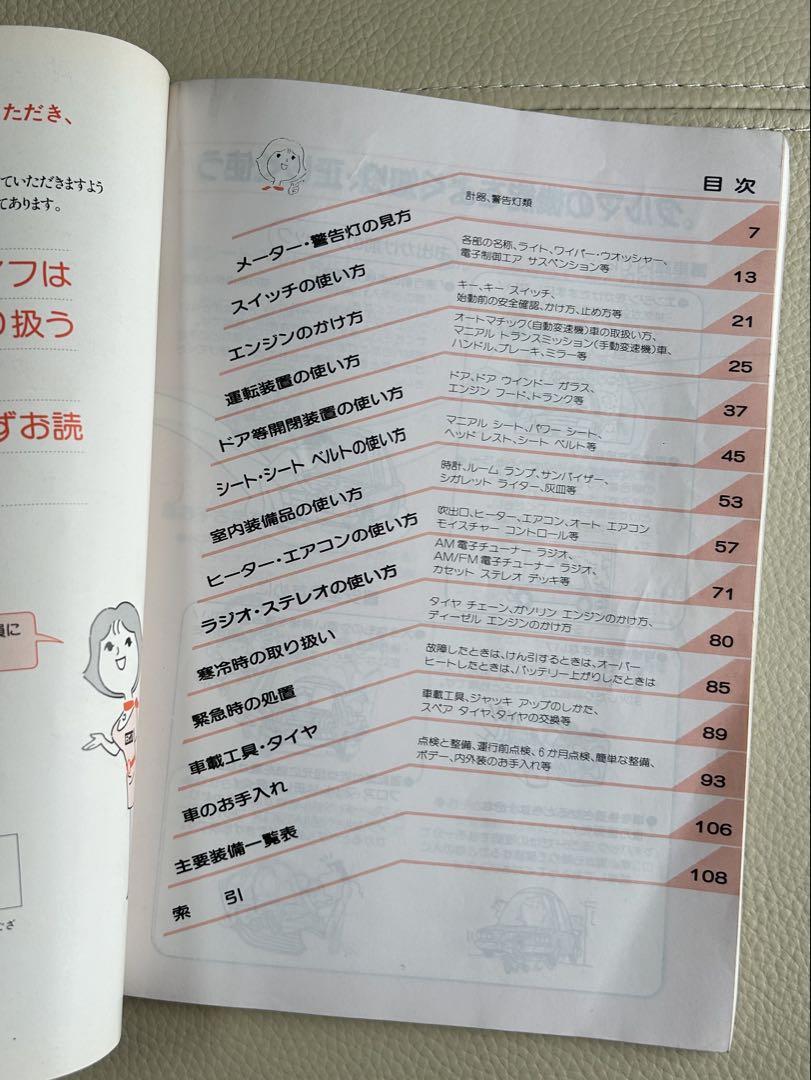 ただき、
ていただきますよう
てあります。
イフは
り扱う
ずお読
員に
ござ
目次
メーター・警告灯の見方
計器、警告灯類
7
スイッチの使い方
各部の名称、ライト、ワイパー・ウオッシャー、
電子制御エア サスペンション等
13
エンジンのかけ方
キー、キー スイッチ、
始動前の安全確認、かけ方、止め方等
21
運転装置の使い方
オートマチック(自動変速機)車の取扱い方、
マニアル トランスミッション(手動変速機)車、
ハンドル、ブレーキ、ミラー等
25
ドア等開閉装置の使い方
ドア、ドア ウインドー ガラス、
エンジン フード、トランク等
37
シート・シート ベルトの使い方
マニアル シート、パワー シート、
ヘッド レスト、シート ベルト等
45
室内装備品の使い方
時計、ルーム ランプ、サンバイザー、
シガレット ライター、灰皿等
53
ヒーター・エアコンの使い方
吹出口、ヒーター、エアコン、オート エアコン
モイスチャー コントロール等
57
ラジオ・ステレオの使い方
AM電子チューナー ラジオ、
AM/FM電子チューナー ラジオ、
カセット ステレオ デッキ等
71
寒冷時の取り扱い
タイヤ チェーン、ガソリン エンジンのかけ方、
ディーゼル エンジンのかけ方
80
緊急時の処置
故障したときは、けん引するときは、オーバー
ヒートしたときは、バッテリー上がりしたときは
85
車載工具・タイヤ
車載工具、ジャッキ アップのしかた、
スペア タイヤ、タイヤの交換等
89
車のお手入れ
点検と整備、運行前点検、6か月点検、簡単な整備、
ボデー、内外装のお手入れ等
93
主要装備一覧表
106
索 引
108